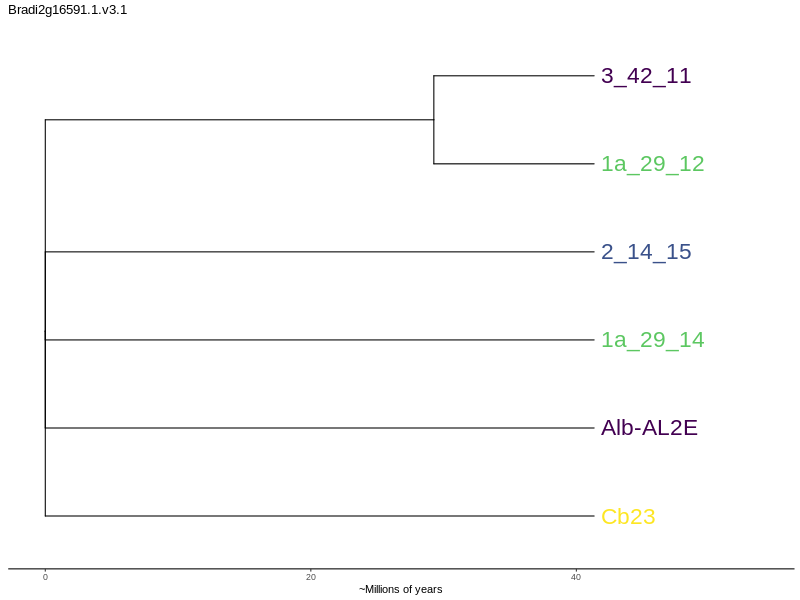 Bradi2g16591.1.v3.1
3_42_11
1a_29_12
2_14_15
1a_29_14
Alb-AL2E
Cb23
0 20 40
~Millions of years